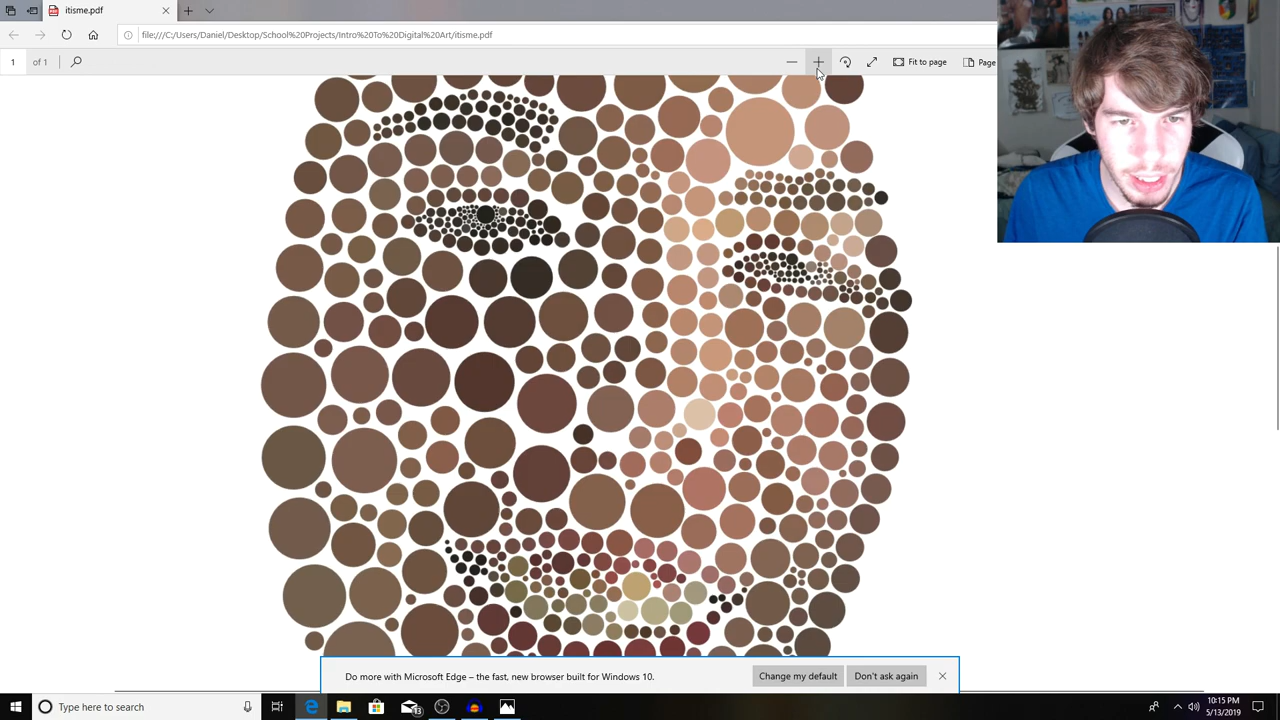 itisme.pdf
file:///C:/Users/Daniel/Desktop/School%20Projects/Intro%20To%20Digital%20Art/itisme.pdf
1 of 1 Fit to page Page
Do more with Microsoft Edge – the fast, new browser built for Windows 10. Change my default Don't ask again
Type here to search
13
10:15 PM
5/13/2019